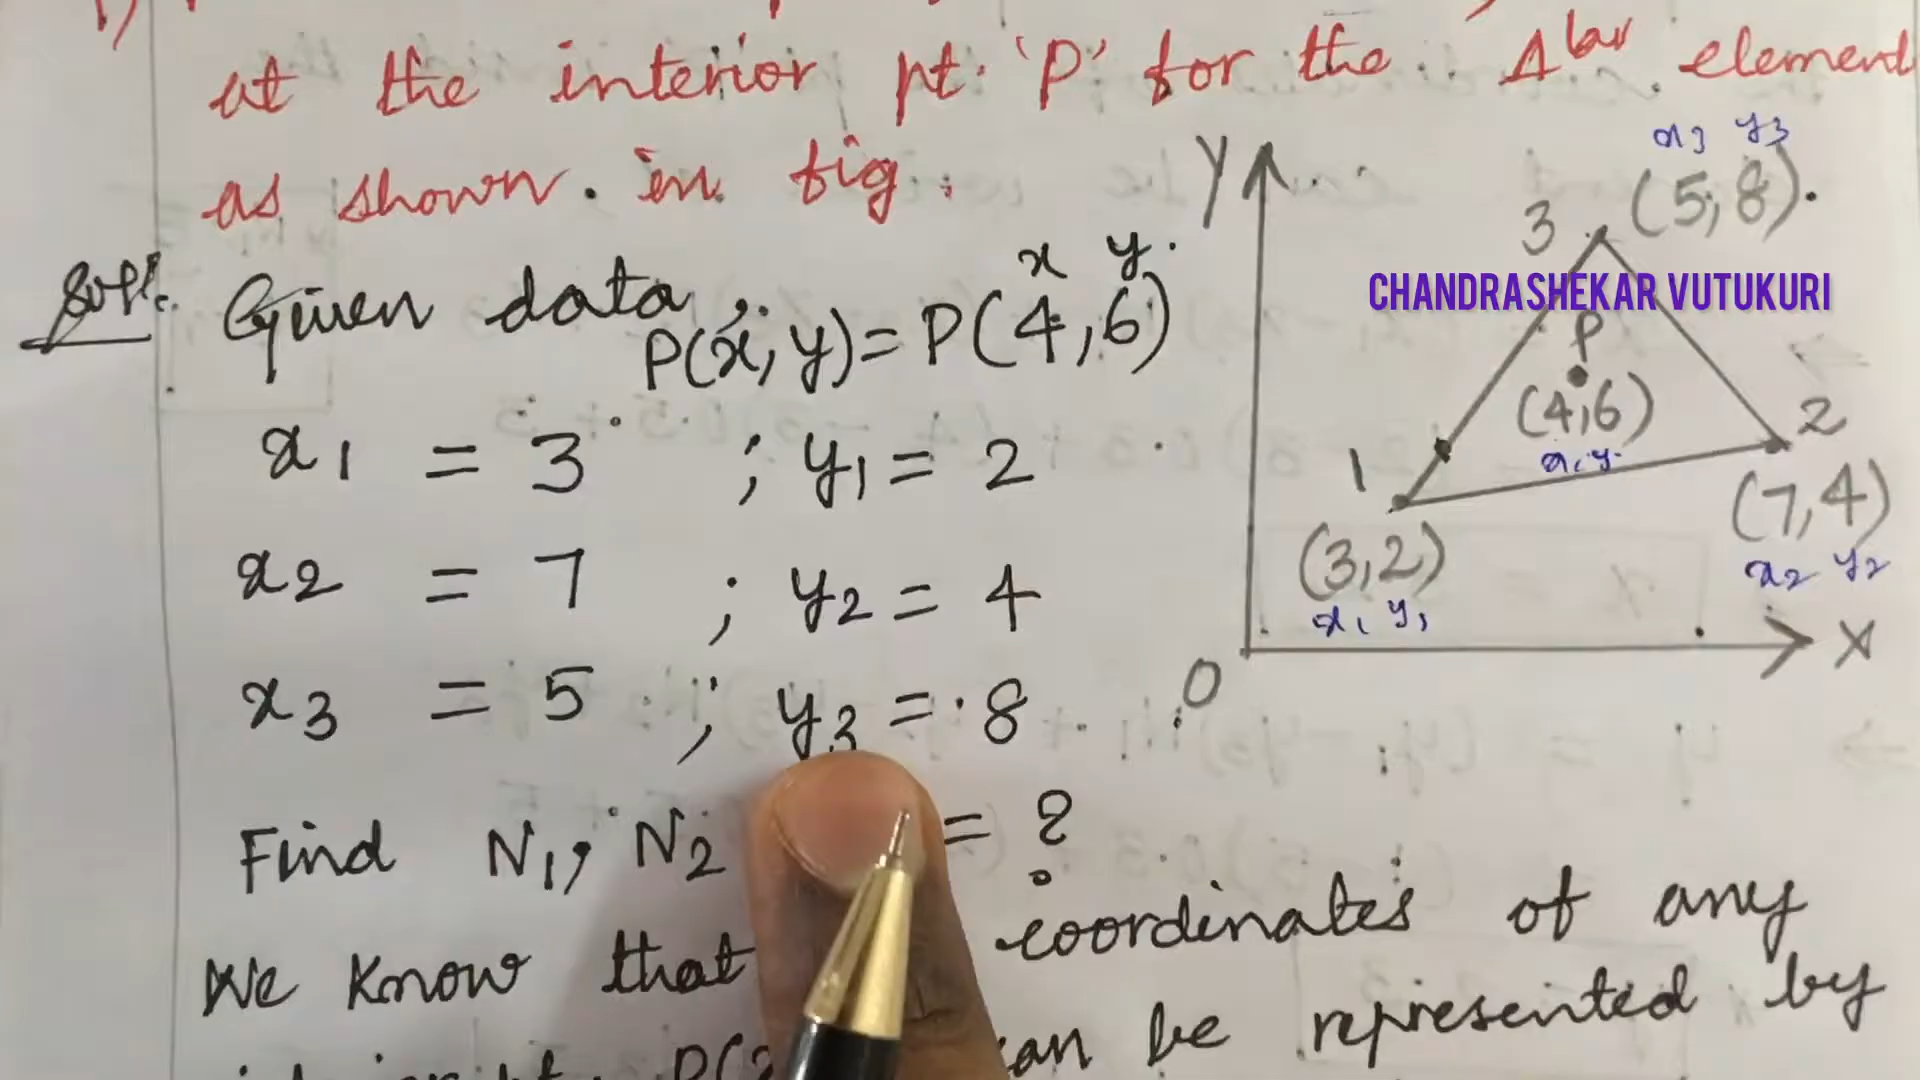 at the interior pt. 'P' for the Δlar element
as shown. in fig.
Y
x3 y3
3 (5,8).
Soln. Given data,
x y
P(x,y)=P(4,6)
CHANDRASHEKAR VUTUKURI
P
(4,6)
x,y
x1 = 3 ; y1 = 2
1
2
(3,2)
x1 y1
(7,4)
x2 y2
x2 = 7 ; y2 = 4
O X
x3 = 5 ; y3 = 8
Find N1, N2 = ?
We know that coordinates of any
can be represented by